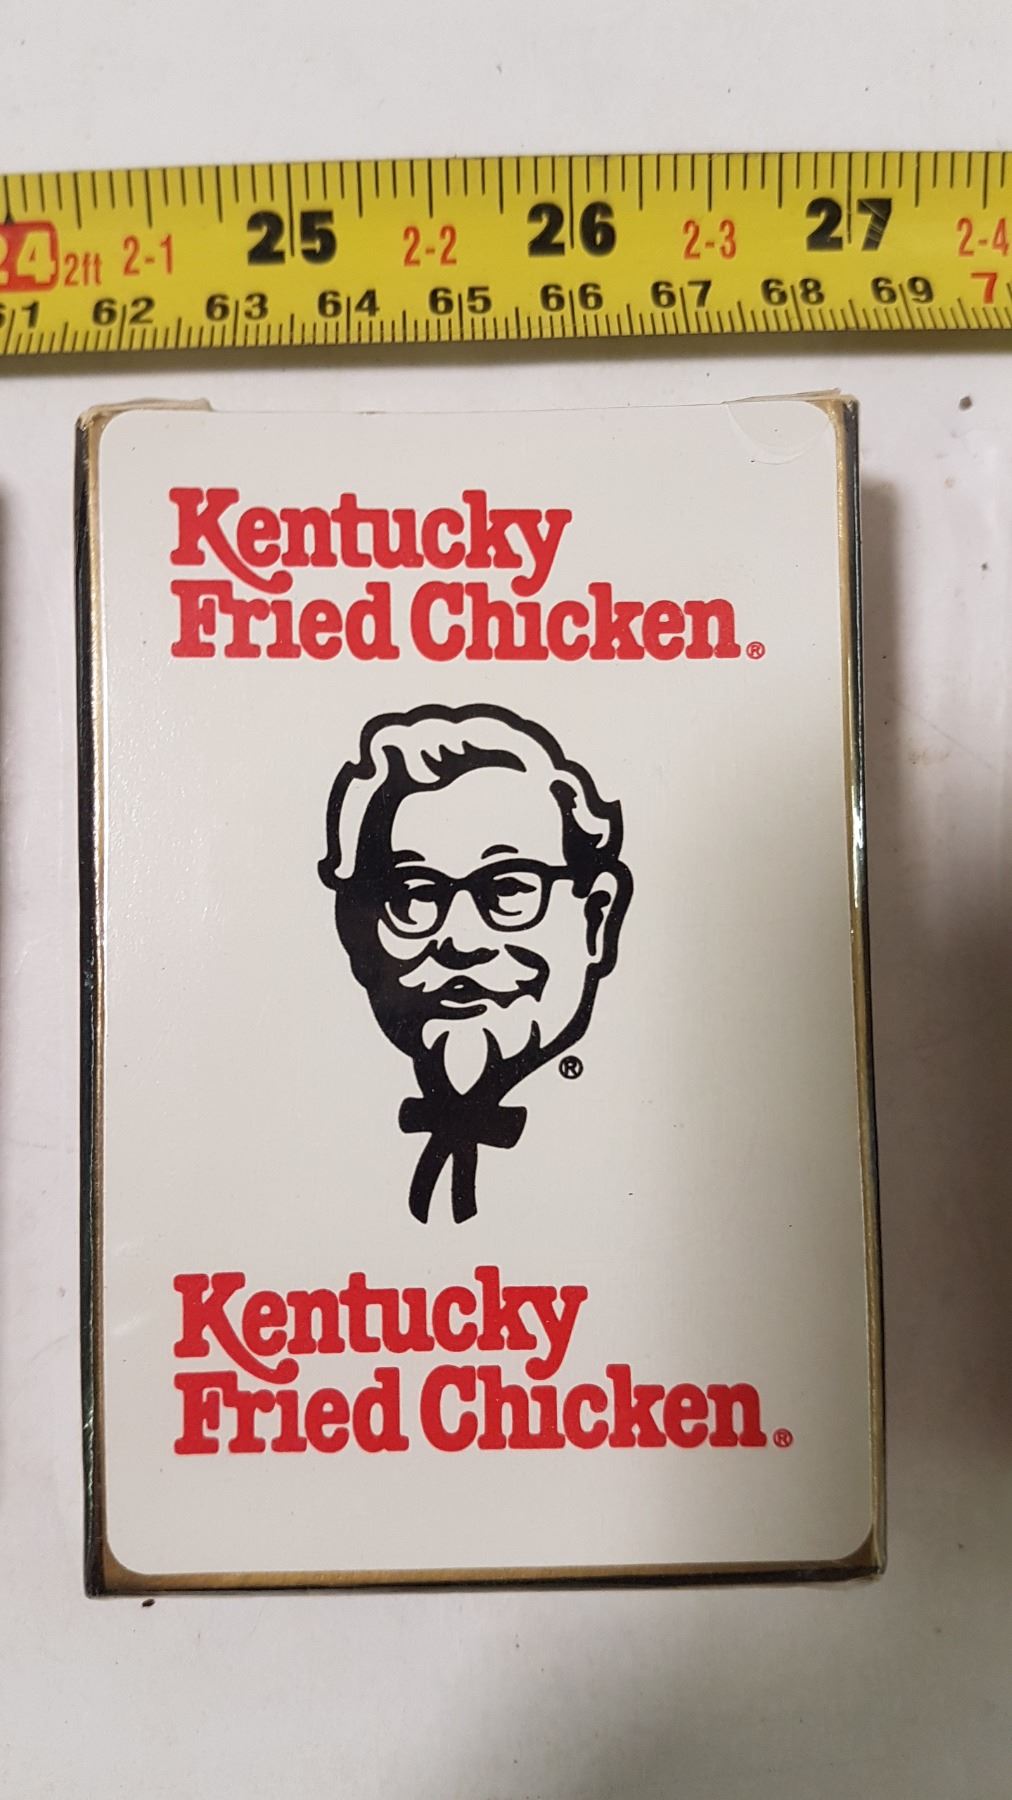 24 2ft 2-1 25 2-2 26 2-3 27 2-4
61 62 63 64 65 66 67 68 69 7
Kentucky
Fried Chicken®
®
Kentucky
Fried Chicken®